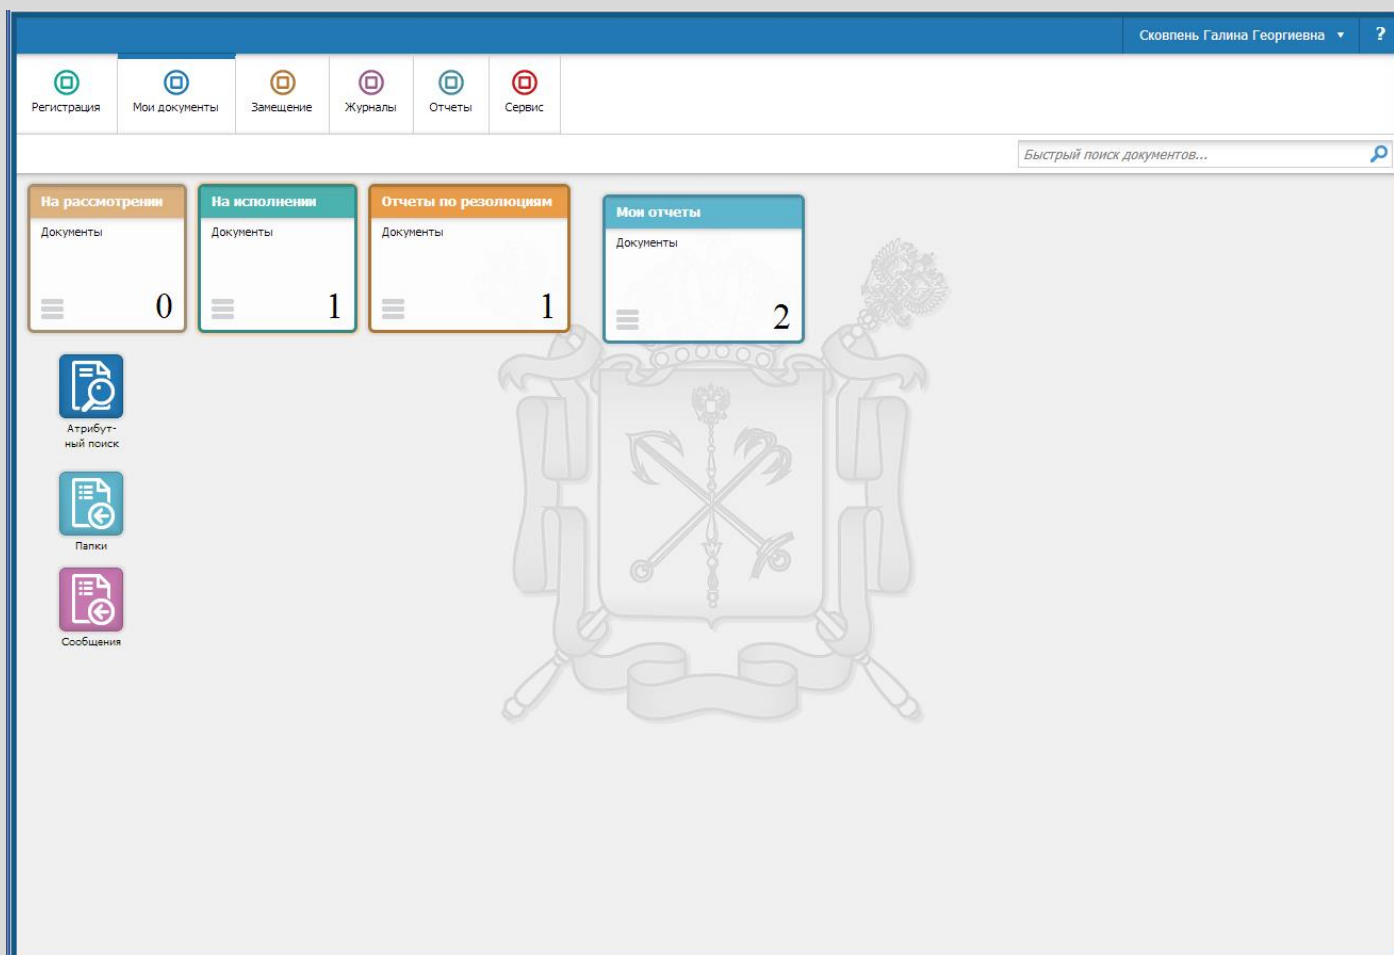 Сковпень Галина Георгиевна ?
Регистрация Мои документы Замещение Журналы Отчеты Сервис
Быстрый поиск документов...
На рассмотрении
Документы
0
На исполнении
Документы
1
Отчеты по резолюциям
Документы
1
Мои отчеты
Документы
2
Атрибут-
ный поиск
Папки
Сообщения